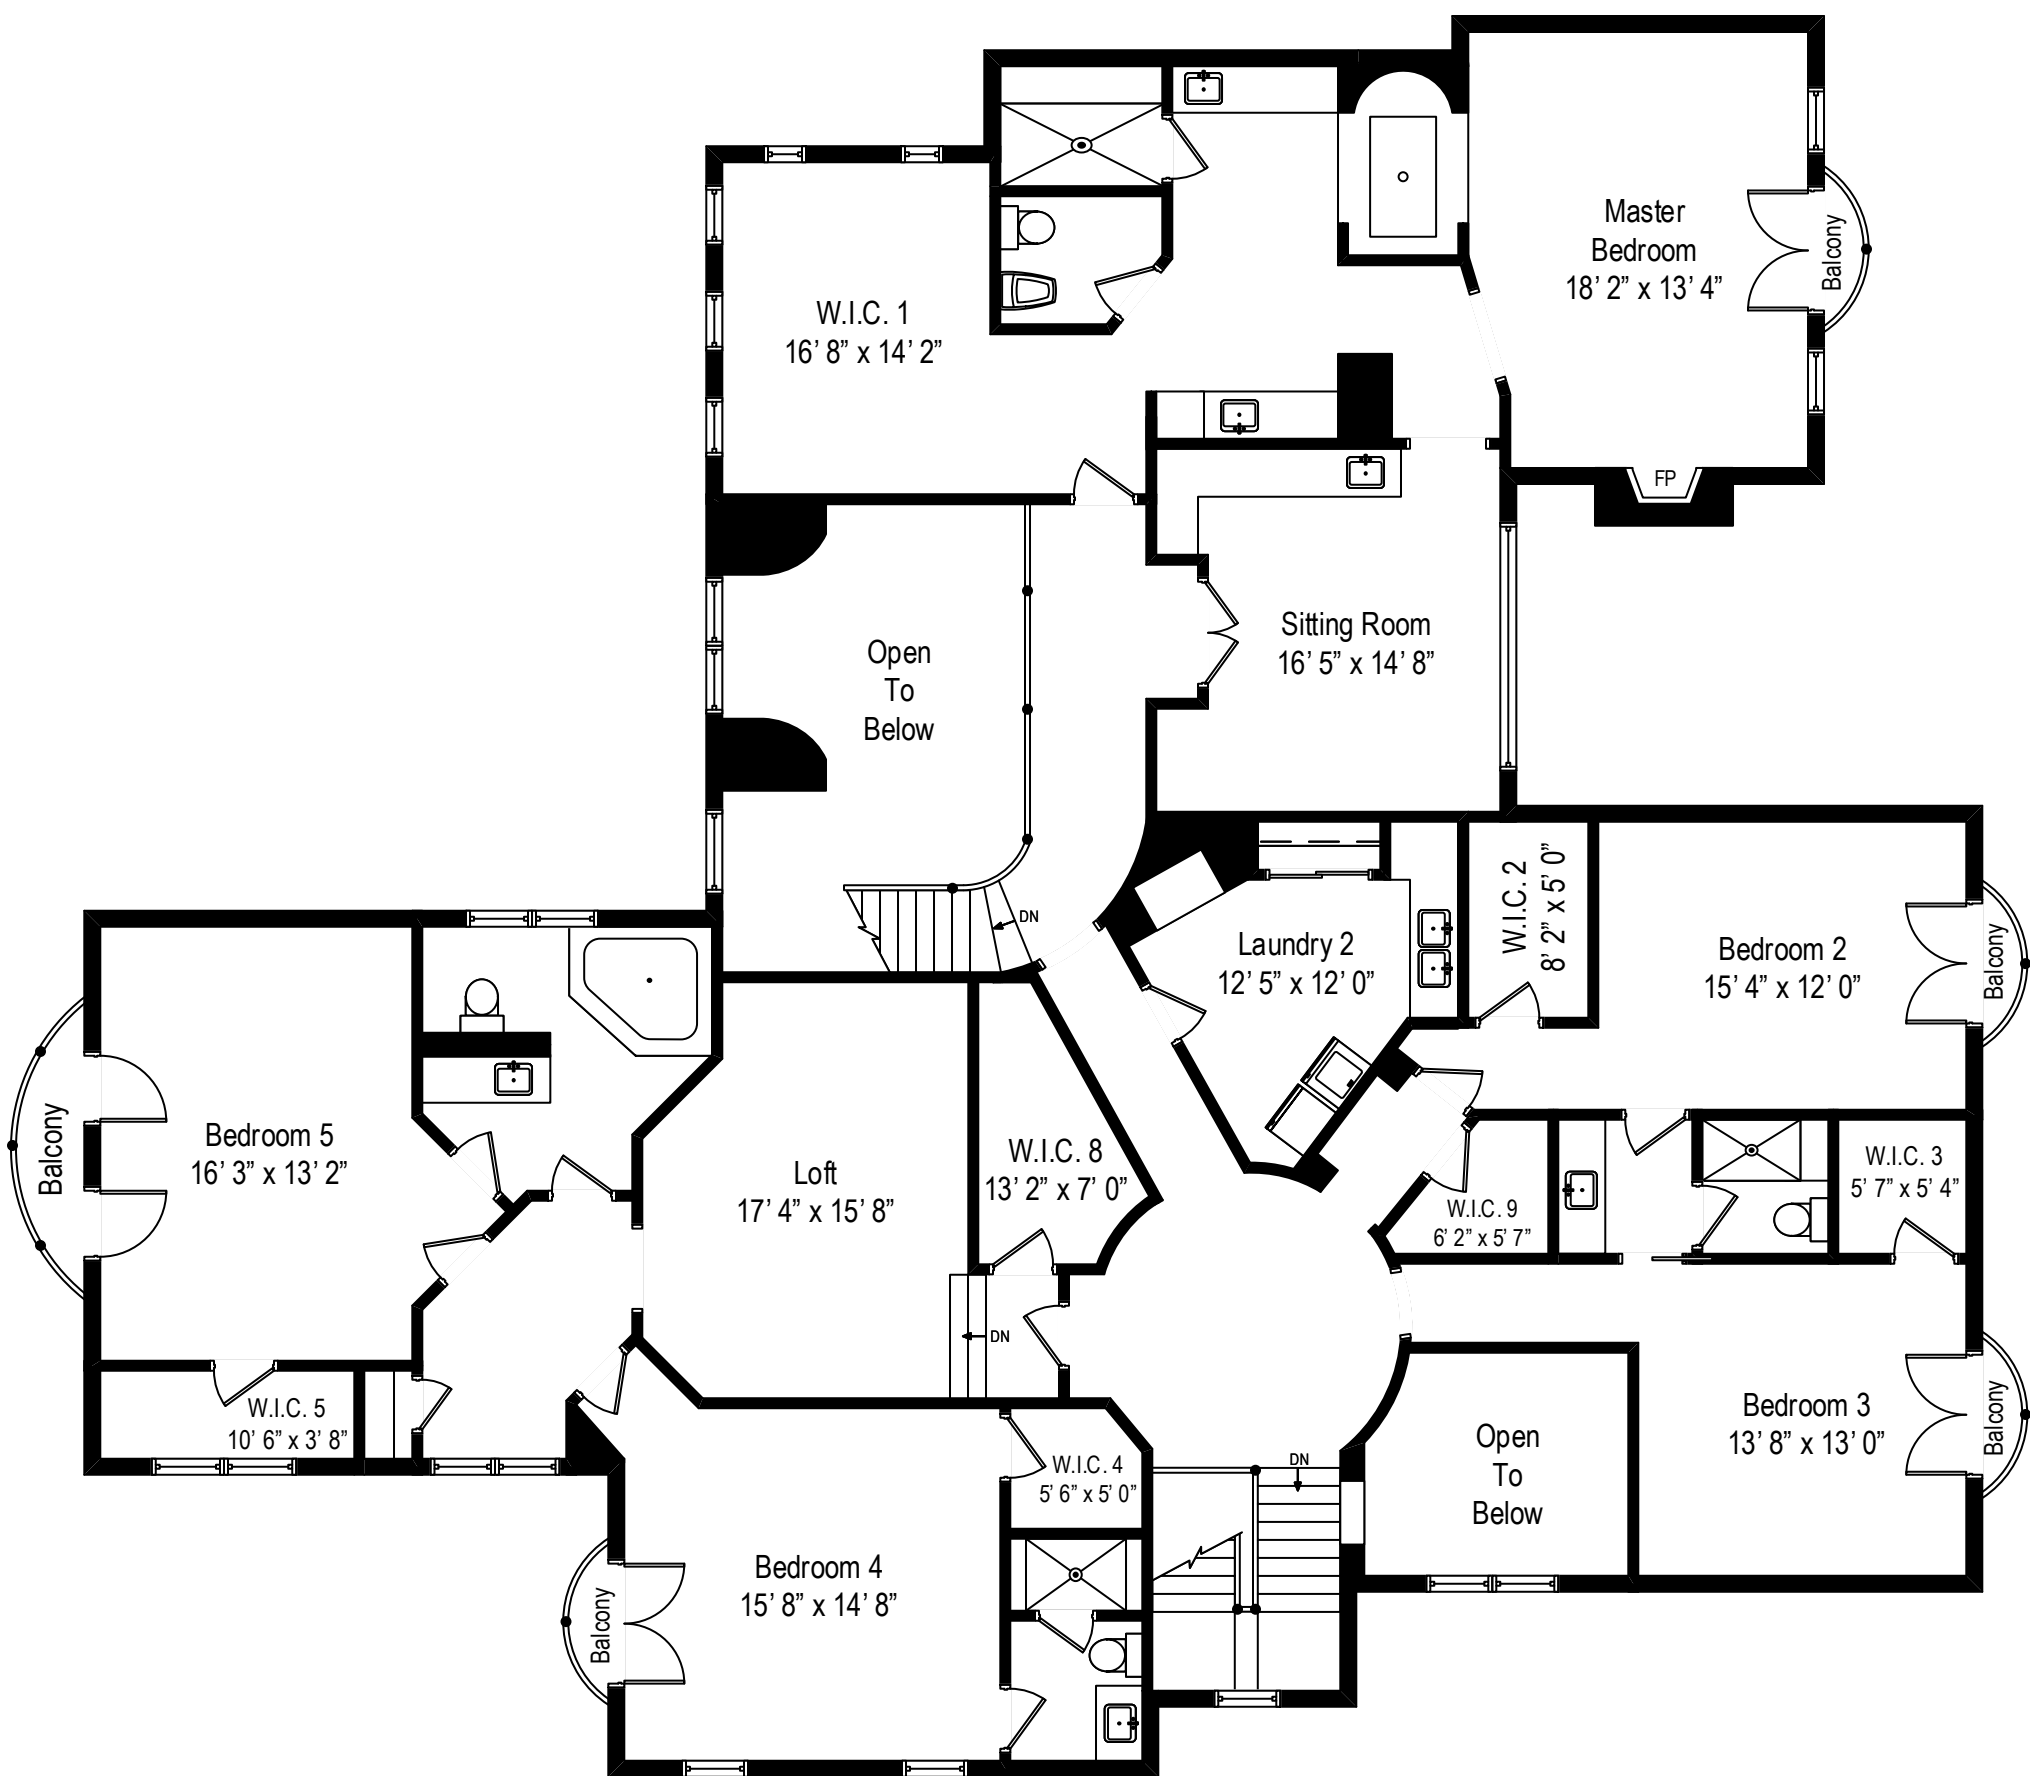 Master
Bedroom
18’ 2” x 13’ 4”
Balcony
W.I.C. 1
16’ 8” x 14’ 2”
FP
Sitting Room
16’ 5” x 14’ 8”
Open
To
Below
DN
Laundry 2
12’ 5” x 12’ 0”
W.I.C. 2
8’ 2” x 5’ 0”
Bedroom 2
15’ 4” x 12’ 0”
Balcony
Balcony
Bedroom 5
16’ 3” x 13’ 2”
Loft
17’ 4” x 15’ 8”
W.I.C. 8
13’ 2” x 7’ 0”
W.I.C. 9
6’ 2” x 5’ 7”
W.I.C. 3
5’ 7” x 5’ 4”
DN
W.I.C. 5
10’ 6” x 3’ 8”
Bedroom 3
13’ 8” x 13’ 0”
Balcony
Open
To
Below
W.I.C. 4
5’ 6” x 5’ 0”
DN
Bedroom 4
15’ 8” x 14’ 8”
Balcony